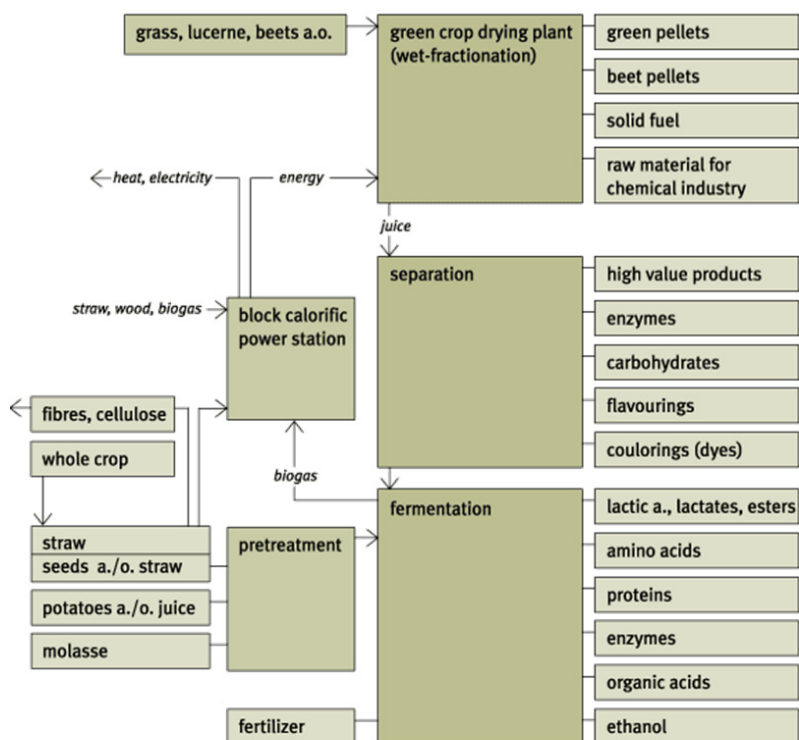 grass, lucerne, beets a.o.
green crop drying plant
(wet-fractionation)
green pellets
beet pellets
solid fuel
raw material for
chemical industry
heat, electricity
energy
juice
separation
high value products
enzymes
carbohydrates
flavourings
coulorings (dyes)
straw, wood, biogas
block calorific
power station
fibres, cellulose
whole crop
biogas
fermentation
lactic a., lactates, esters
amino acids
proteins
enzymes
organic acids
ethanol
straw
seeds a./o. straw
pretreatment
potatoes a./o. juice
molasse
fertilizer